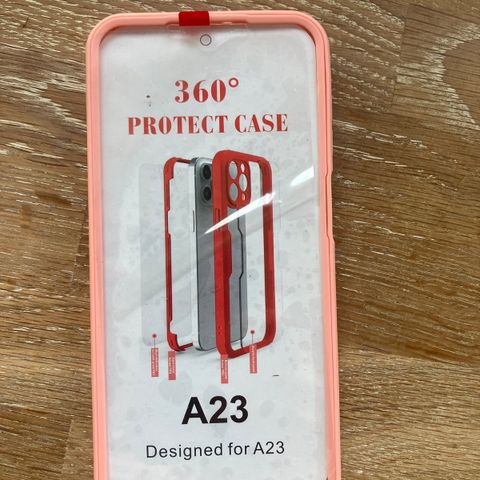 360°
PROTECT CASE
A23
Designed for A23